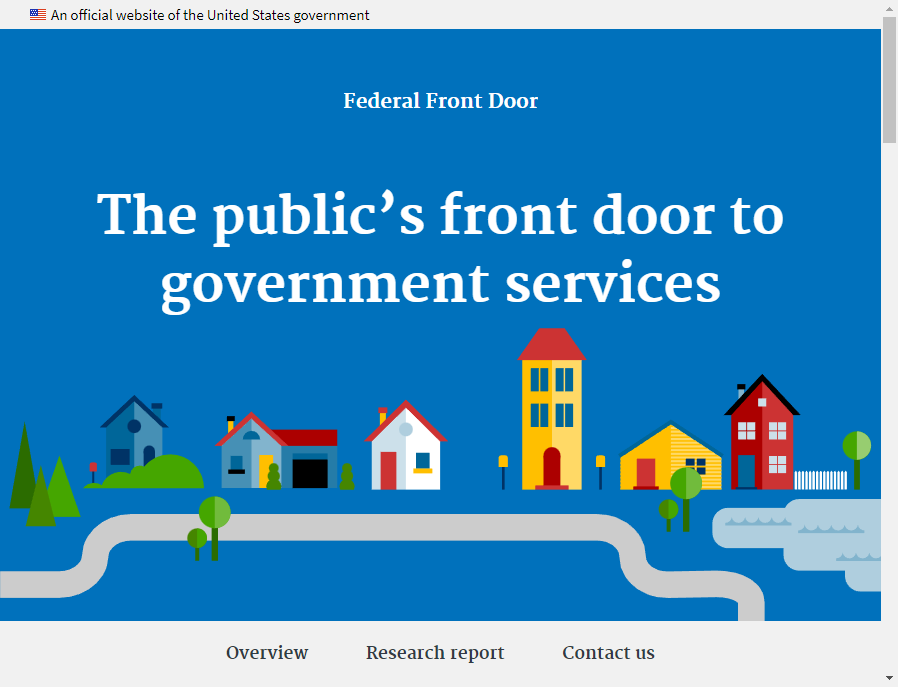 An official website of the United States government
Federal Front Door
The public’s front door to
government services
Overview
Research report
Contact us